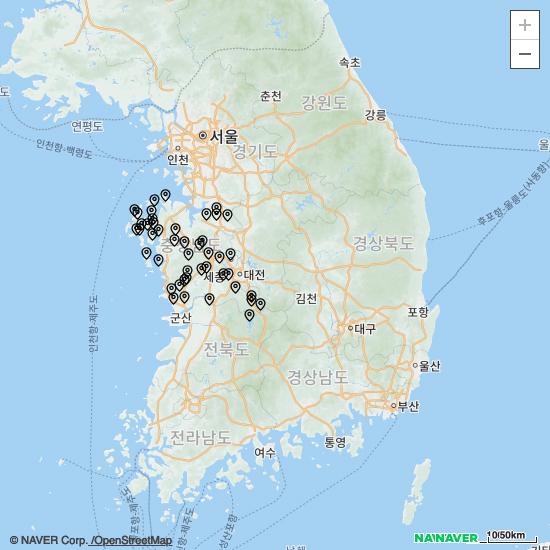 +
−
속초
춘천
강원도
강릉
도
연평도
서울
인천
경기도
인천항-백령도
울
후포항-울릉도(사동항)
경상북도
대전
김천
포항
인천항-제주도
군산
대구
전북도
울산
경상남도
부산
전라남도
여수
통영
© NAVER Corp. /OpenStreetMap
NAVER
10/50km